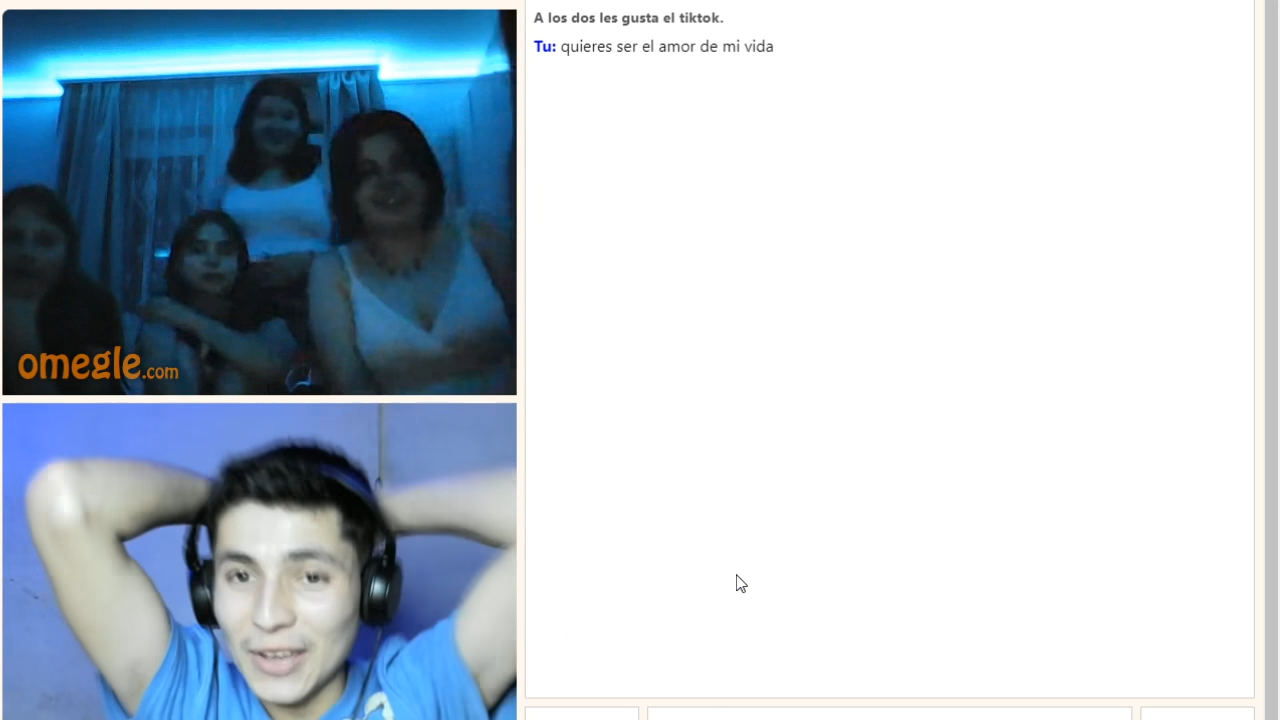 A los dos les gusta el tiktok.
Tu: quieres ser el amor de mi vida
omegle.com